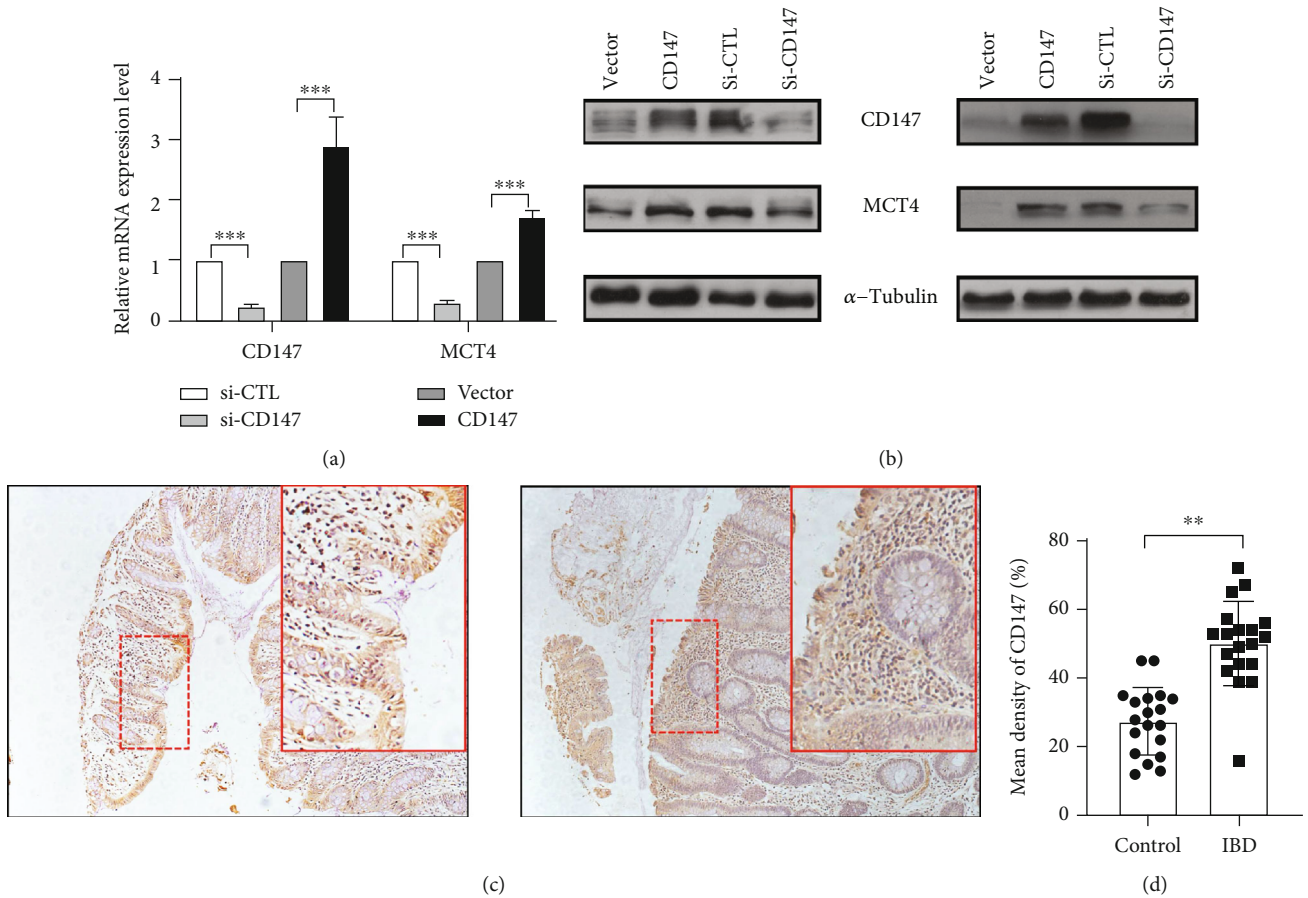 Relative mRNA expression level
4
3
2
1
0
***
***
***
***
CD147
MCT4
si-CTL
Vector
si-CD147
CD147
(a)
Vector
CD147
Si-CTL
Si-CD147
Vector
CD147
Si-CTL
Si-CD147
CD147
MCT4
α–Tubulin
(b)
(c)
Mean density of CD147 (%)
80
60
40
20
0
**
Control
IBD
(d)